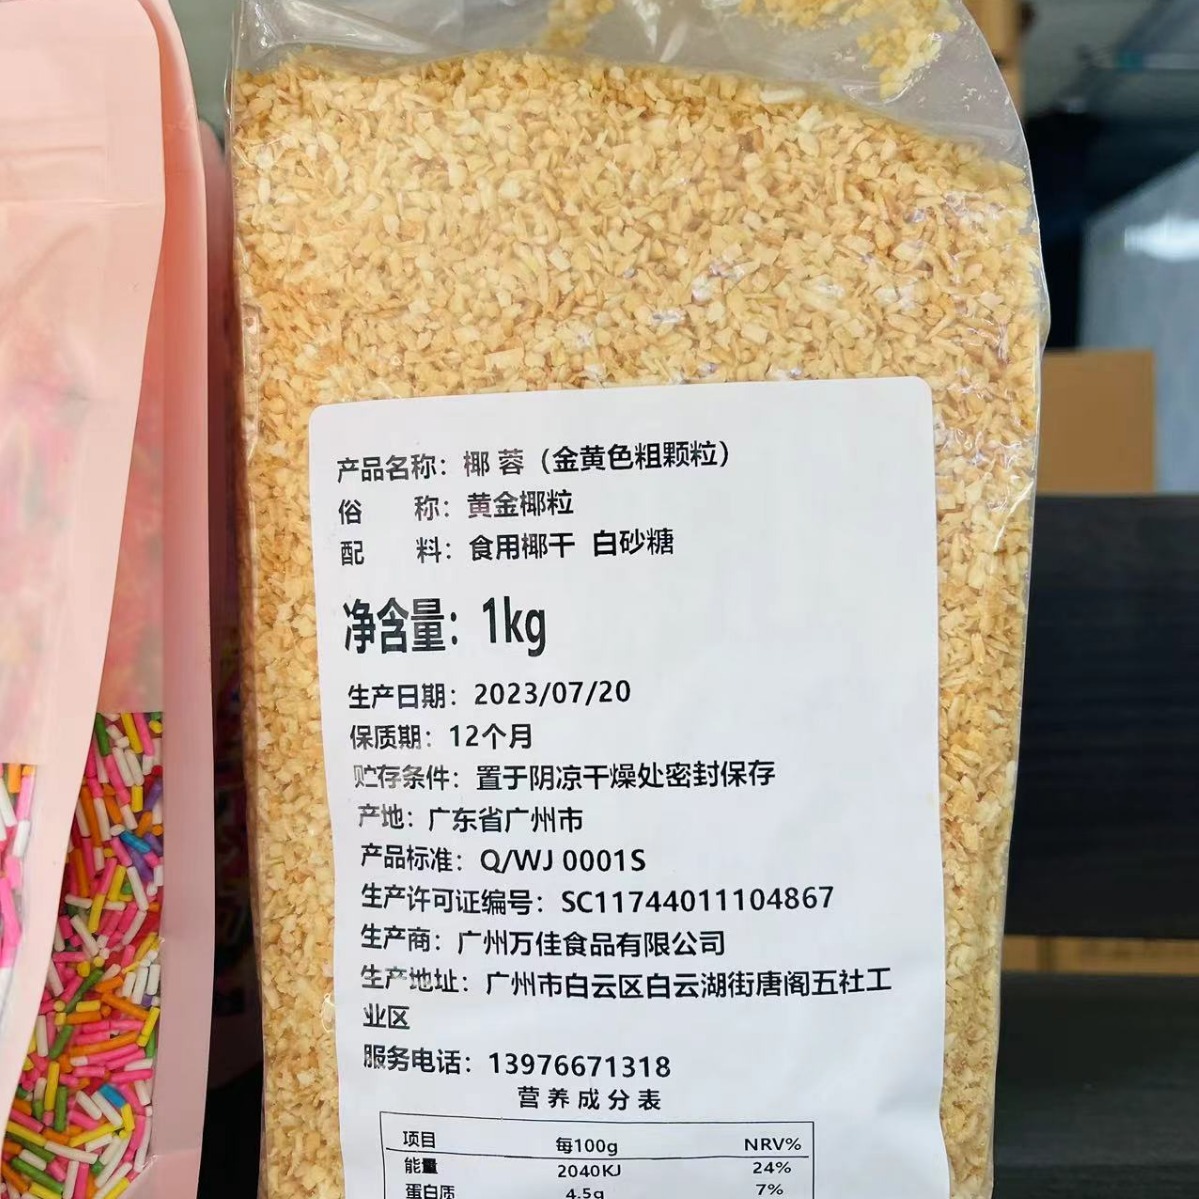 产品名称：椰 蓉（金黄色粗颗粒）
俗 称：黄金椰粒
配 料：食用椰干 白砂糖
净含量：1kg
生产日期：2023/07/20
保质期：12个月
贮存条件：置于阴凉干燥处密封保存
产地：广东省广州市
产品标准：Q/WJ 0001S
生产许可证编号：SC11744011104867
生产商：广州万佳食品有限公司
生产地址：广州市白云区白云湖街唐阁五社工
业区
服务电话：13976671318
营养成分表
项目 每100g NRV%
能量 2040KJ 24%
蛋白质 4.5g 7%